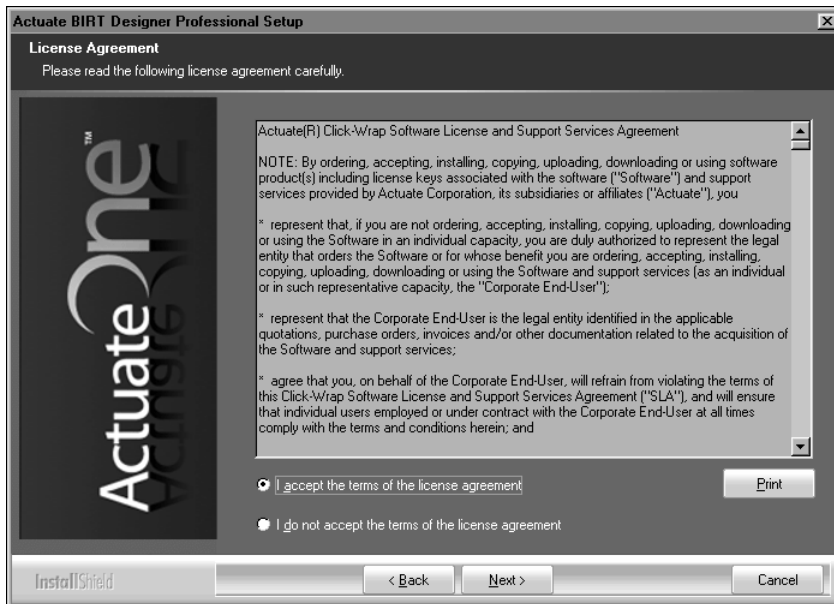 Actuate BIRT Designer Professional Setup
License Agreement
Please read the following license agreement carefully.
ActuateOne™
Actuate(R) Click-Wrap Software License and Support Services Agreement
NOTE: By ordering, accepting, installing, copying, uploading, downloading or using software
product(s) including license keys associated with the software ("Software") and support
services provided by Actuate Corporation, its subsidiaries or affiliates ("Actuate"), you
* represent that, if you are not ordering, accepting, installing, copying, uploading, downloading
or using the Software in an individual capacity, you are duly authorized to represent the legal
entity that orders the Software or for whose benefit you are ordering, accepting, installing,
copying, uploading, downloading or using the Software and support services (as an individual
or in such representative capacity, the "Corporate End-User");
* represent that the Corporate End-User is the legal entity identified in the applicable
quotations, purchase orders, invoices and/or other documentation related to the acquisition of
the Software and support services;
* agree that you, on behalf of the Corporate End-User, will refrain from violating the terms of
this Click-Wrap Software License and Support Services Agreement ("SLA"), and will ensure
that individual users employed or under contract with the Corporate End-User at all times
comply with the terms and conditions herein; and
I accept the terms of the license agreement
Print
I do not accept the terms of the license agreement
InstallShield
< Back
Next >
Cancel